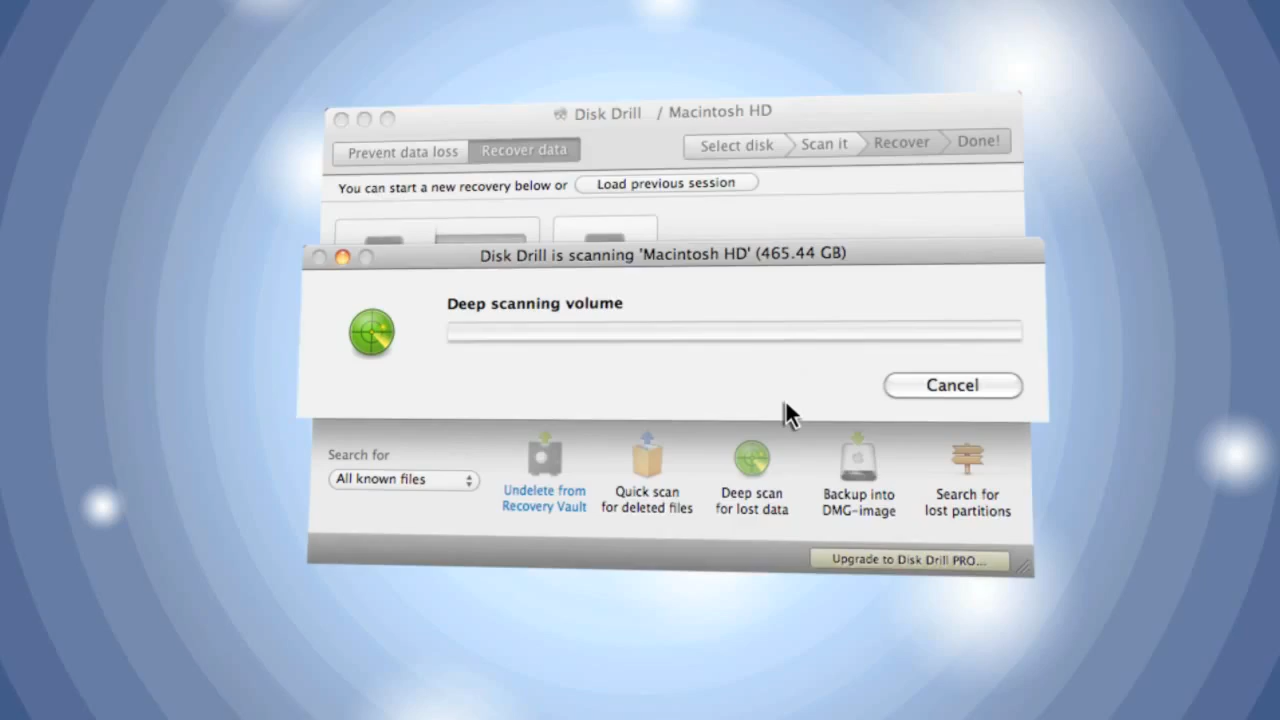 Disk Drill / Macintosh HD
Prevent data loss Recover data Select disk Scan it Recover Done!
You can start a new recovery below or Load previous session
Disk Drill is scanning 'Macintosh HD' (465.44 GB)
Deep scanning volume
Cancel
Search for
All known files
Undelete from
Recovery Vault
Quick scan
for deleted files
Deep scan
for lost data
Backup into
DMG-image
Search for
lost partitions
Upgrade to Disk Drill PRO...